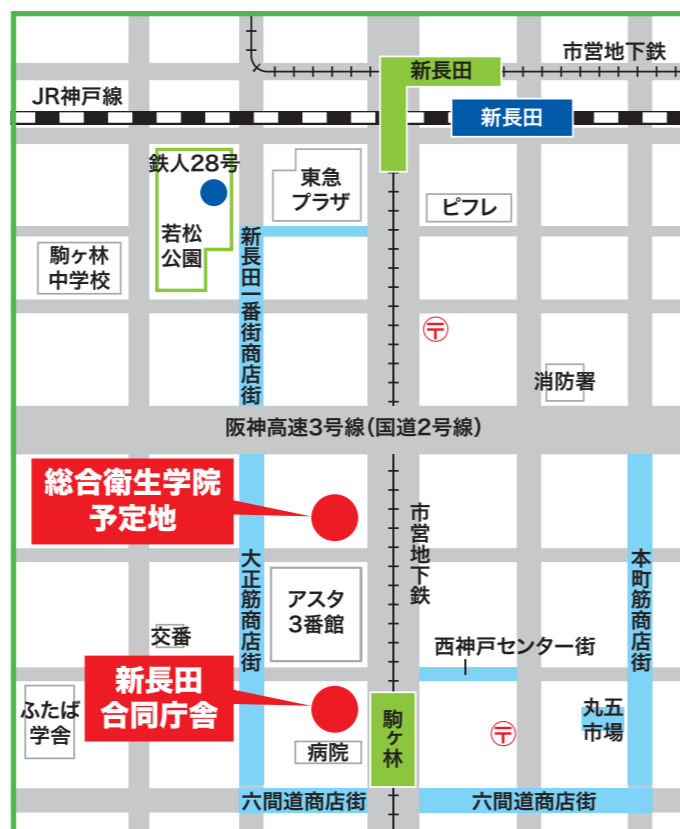 市営地下鉄
新長田
JR神戸線
新長田
鉄人28号
東急
プラザ
ピフレ
若松
公園
駒ヶ林
中学校
新長田一番街商店街
〒
消防署
阪神高速3号線(国道2号線)
総合衛生学院
予定地
市営地下鉄
大正筋商店街
本町筋商店街
アスタ
3番館
交番
西神戸センター街
新長田
合同庁舎
ふたば
学舎
駒ヶ林
丸五
市場
〒
病院
六間道商店街
六間道商店街